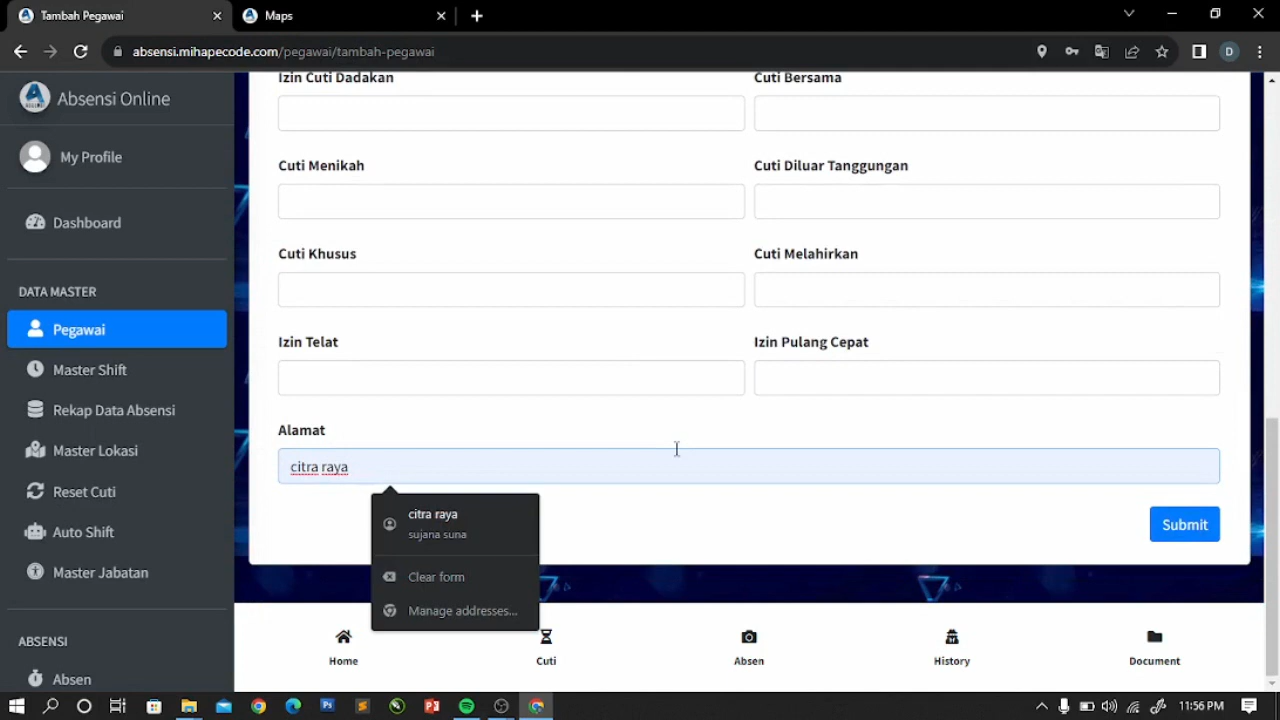 Tambah Pegawai
Maps
absensi.mihapecode.com/pegawai/tambah-pegawai
D
Absensi Online
My Profile
Dashboard
DATA MASTER
Pegawai
Master Shift
Rekap Data Absensi
Master Lokasi
Reset Cuti
Auto Shift
Master Jabatan
ABSENSI
Absen
Izin Cuti Dadakan
Cuti Bersama
Cuti Menikah
Cuti Diluar Tanggungan
Cuti Khusus
Cuti Melahirkan
Izin Telat
Izin Pulang Cepat
Alamat
citra raya
citra raya
sujana suna
Clear form
Manage addresses...
Submit
Home
Cuti
Absen
History
Document
11:56 PM